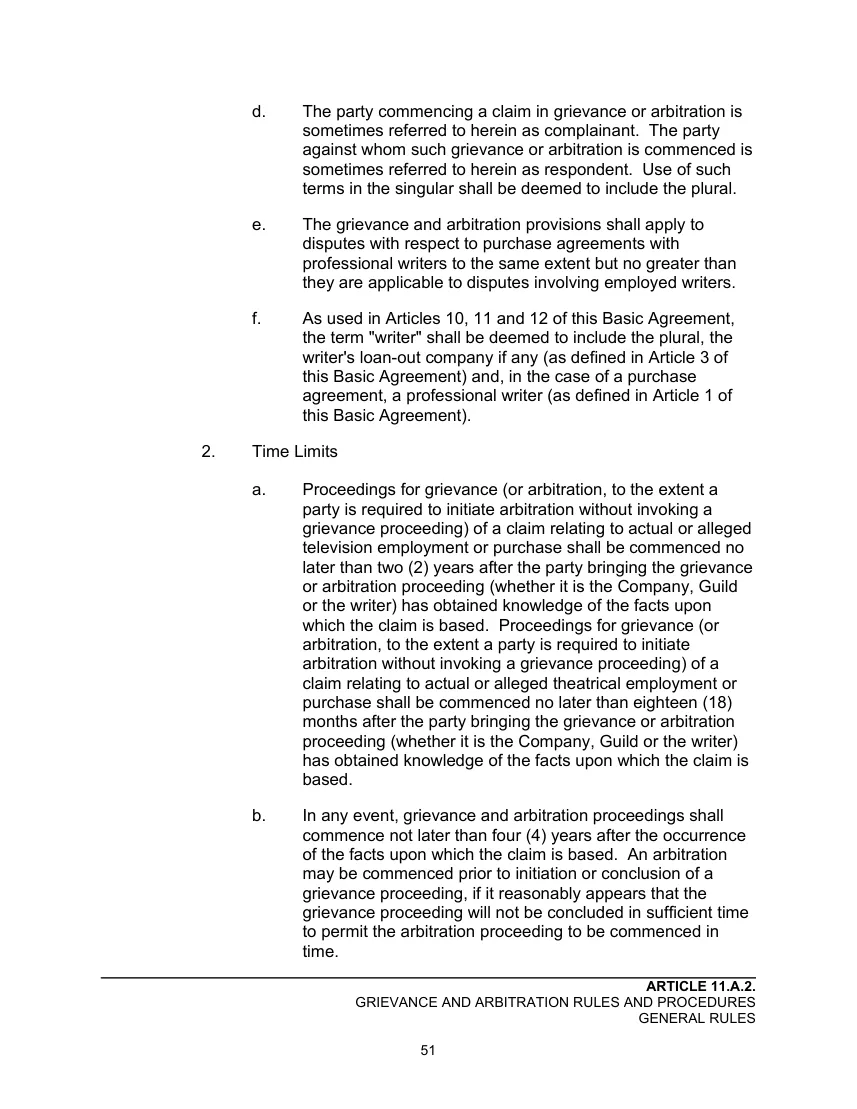 d. The party commencing a claim in grievance or arbitration is
sometimes referred to herein as complainant.  The party
against whom such grievance or arbitration is commenced is
sometimes referred to herein as respondent.  Use of such
terms in the singular shall be deemed to include the plural.
e. The grievance and arbitration provisions shall apply to
disputes with respect to purchase agreements with
professional writers to the same extent but no greater than
they are applicable to disputes involving employed writers.
f. As used in Articles 10, 11 and 12 of this Basic Agreement,
the term "writer" shall be deemed to include the plural, the
writer's loan-out company if any (as defined in Article 3 of
this Basic Agreement) and, in the case of a purchase
agreement, a professional writer (as defined in Article 1 of
this Basic Agreement).
2. Time Limits
a. Proceedings for grievance (or arbitration, to the extent a
party is required to initiate arbitration without invoking a
grievance proceeding) of a claim relating to actual or alleged
television employment or purchase shall be commenced no
later than two (2) years after the party bringing the grievance
or arbitration proceeding (whether it is the Company, Guild
or the writer) has obtained knowledge of the facts upon
which the claim is based.  Proceedings for grievance (or
arbitration, to the extent a party is required to initiate
arbitration without invoking a grievance proceeding) of a
claim relating to actual or alleged theatrical employment or
purchase shall be commenced no later than eighteen (18)
months after the party bringing the grievance or arbitration
proceeding (whether it is the Company, Guild or the writer)
has obtained knowledge of the facts upon which the claim is
based.
b. In any event, grievance and arbitration proceedings shall
commence not later than four (4) years after the occurrence
of the facts upon which the claim is based.  An arbitration
may be commenced prior to initiation or conclusion of a
grievance proceeding, if it reasonably appears that the
grievance proceeding will not be concluded in sufficient time
to permit the arbitration proceeding to be commenced in
time.
ARTICLE 11.A.2.
GRIEVANCE AND ARBITRATION RULES AND PROCEDURES
GENERAL RULES
51